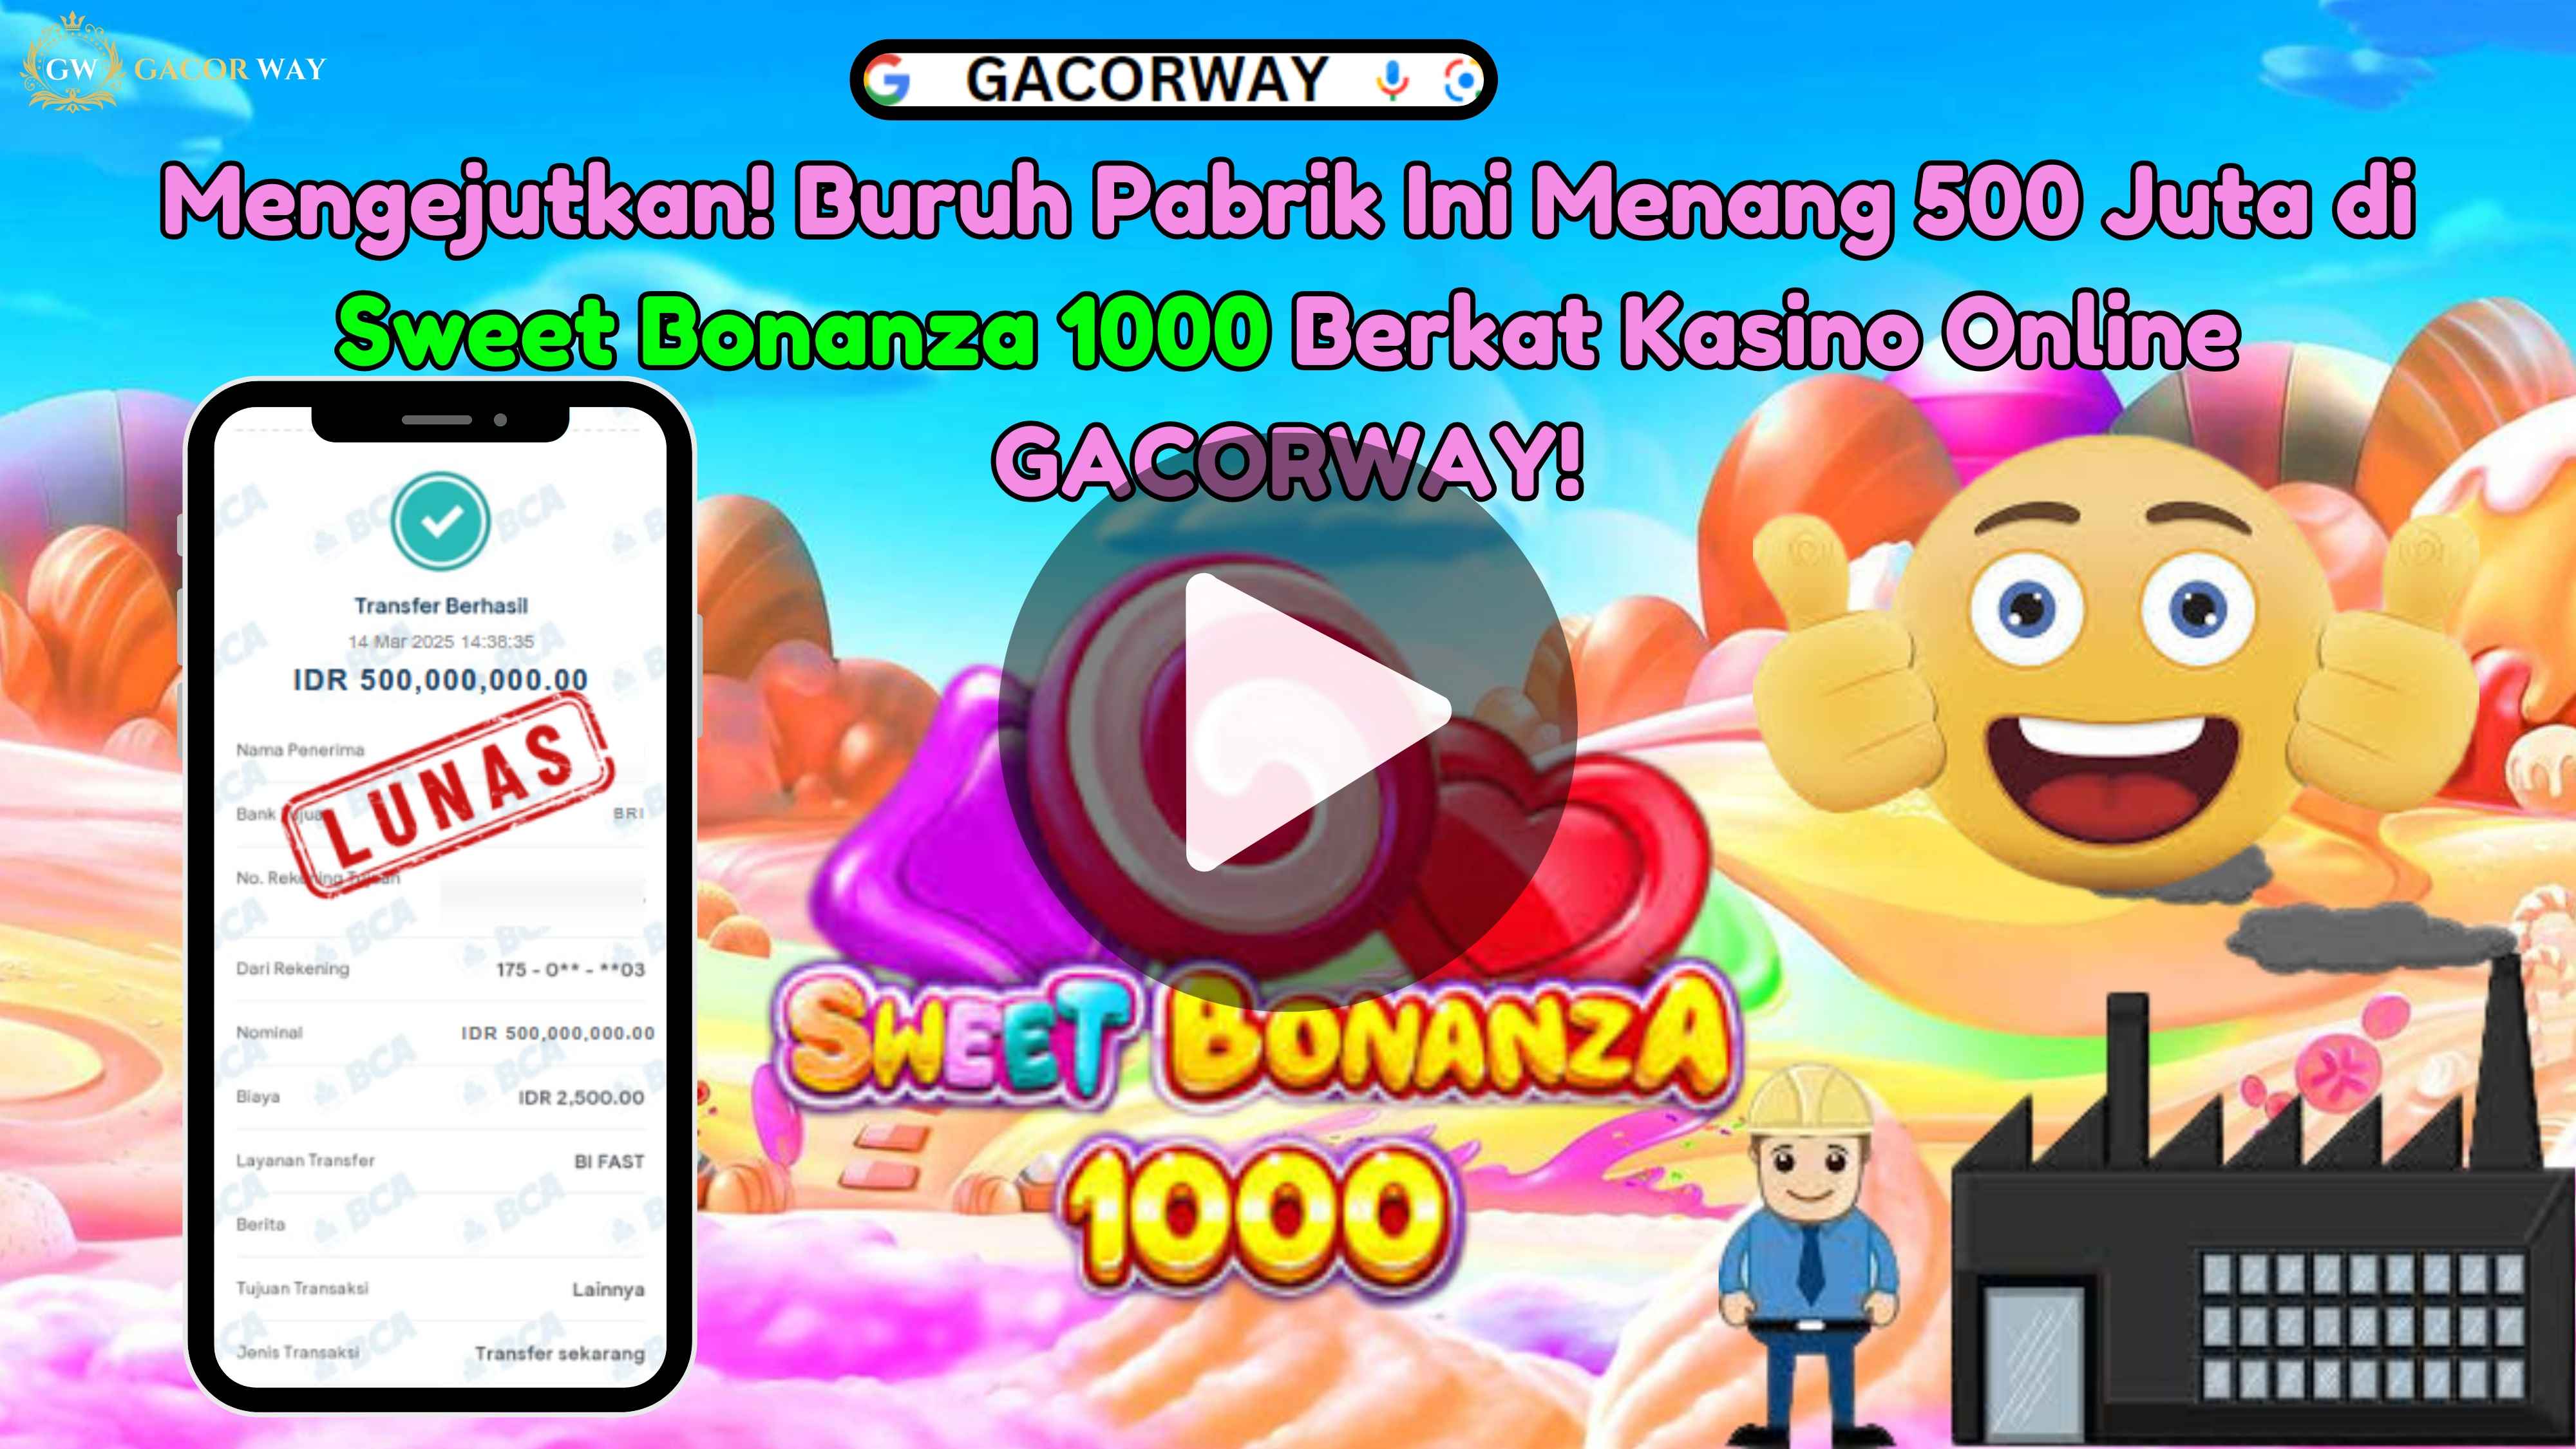 GW GACOR WAY
GACORWAY
Mengejutkan! Buruh Pabrik Ini Menang 500 Juta di
Sweet Bonanza 1000 Berkat Kasino Online
GACORWAY!
BCA
Transfer Berhasil
14 Mar 2025 14:38:35
IDR 500,000,000.00
LUNAS
Nama Penerima
Bank Tujuan BRI
No. Rekening Tujuan
Dari Rekening 175 - 0** - **03
Nominal IDR 500,000,000.00
Biaya IDR 2,500.00
Layanan Transfer BI FAST
Berita
Tujuan Transaksi Lainnya
Jenis Transaksi Transfer sekarang
SWEET BONANZA
1000